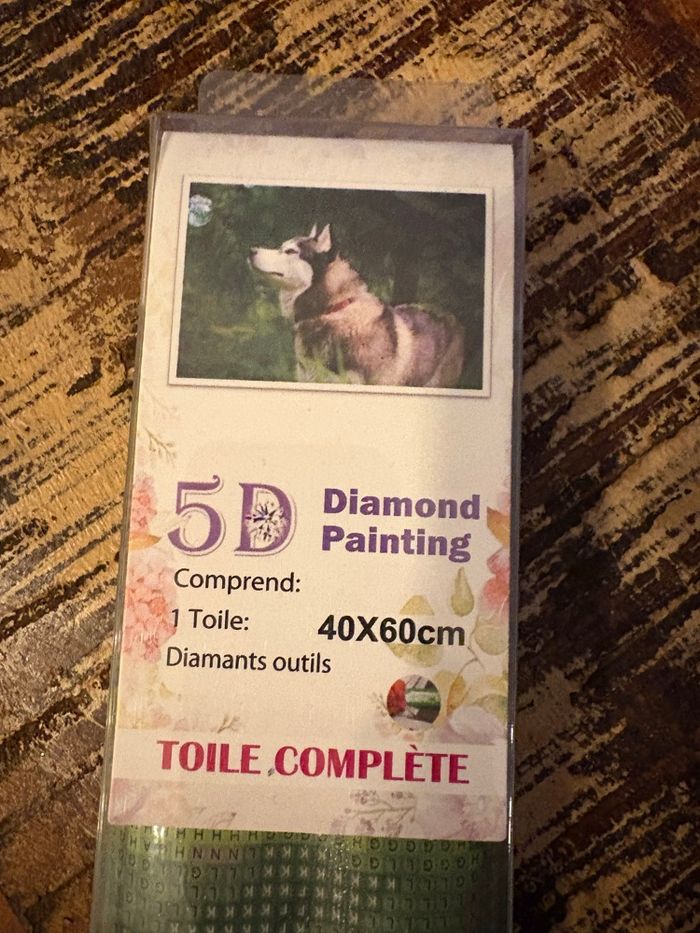 5D Diamond
Painting
Comprend:
1 Toile: 40X60cm
Diamants outils
TOILE COMPLÈTE